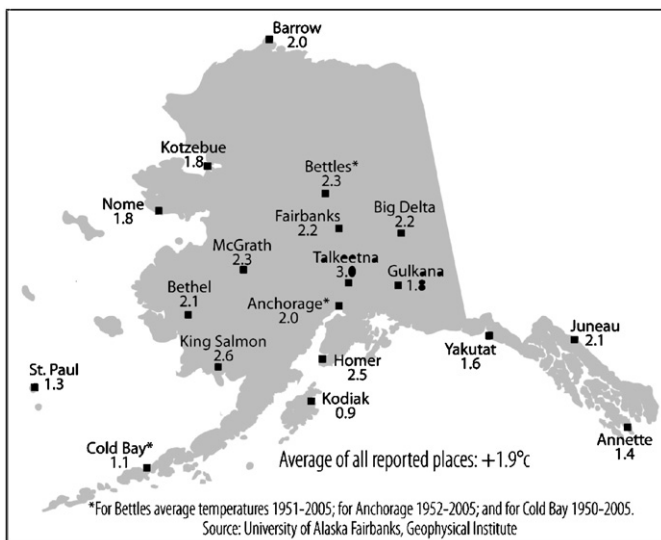 Barrow
2.0
Kotzebue
1.8
Bettles*
2.3
Nome
1.8
Fairbanks
2.2
Big Delta
2.2
McGrath
2.3
Talkeetna
3.0
Gulkana
1.8
Bethel
2.1
Anchorage*
2.0
King Salmon
2.6
Homer
2.5
Yakutat
1.6
Juneau
2.1
St. Paul
1.3
Kodiak
0.9
Annette
1.4
Cold Bay*
1.1
Average of all reported places: +1.9°c
*For Bettles average temperatures 1951-2005; for Anchorage 1952-2005; and for Cold Bay 1950-2005.
Source: University of Alaska Fairbanks, Geophysical Institute